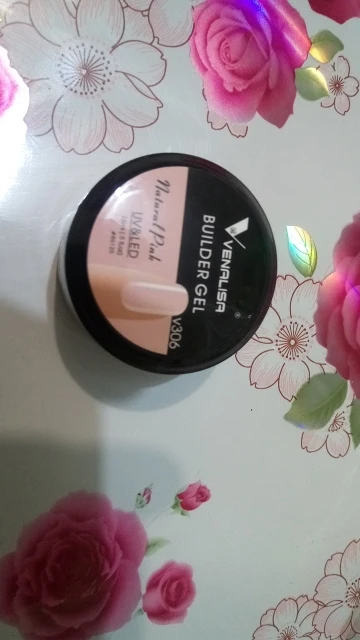 VENALISA ®
BUILDER GEL
V306
Natural Pink
UV&LED